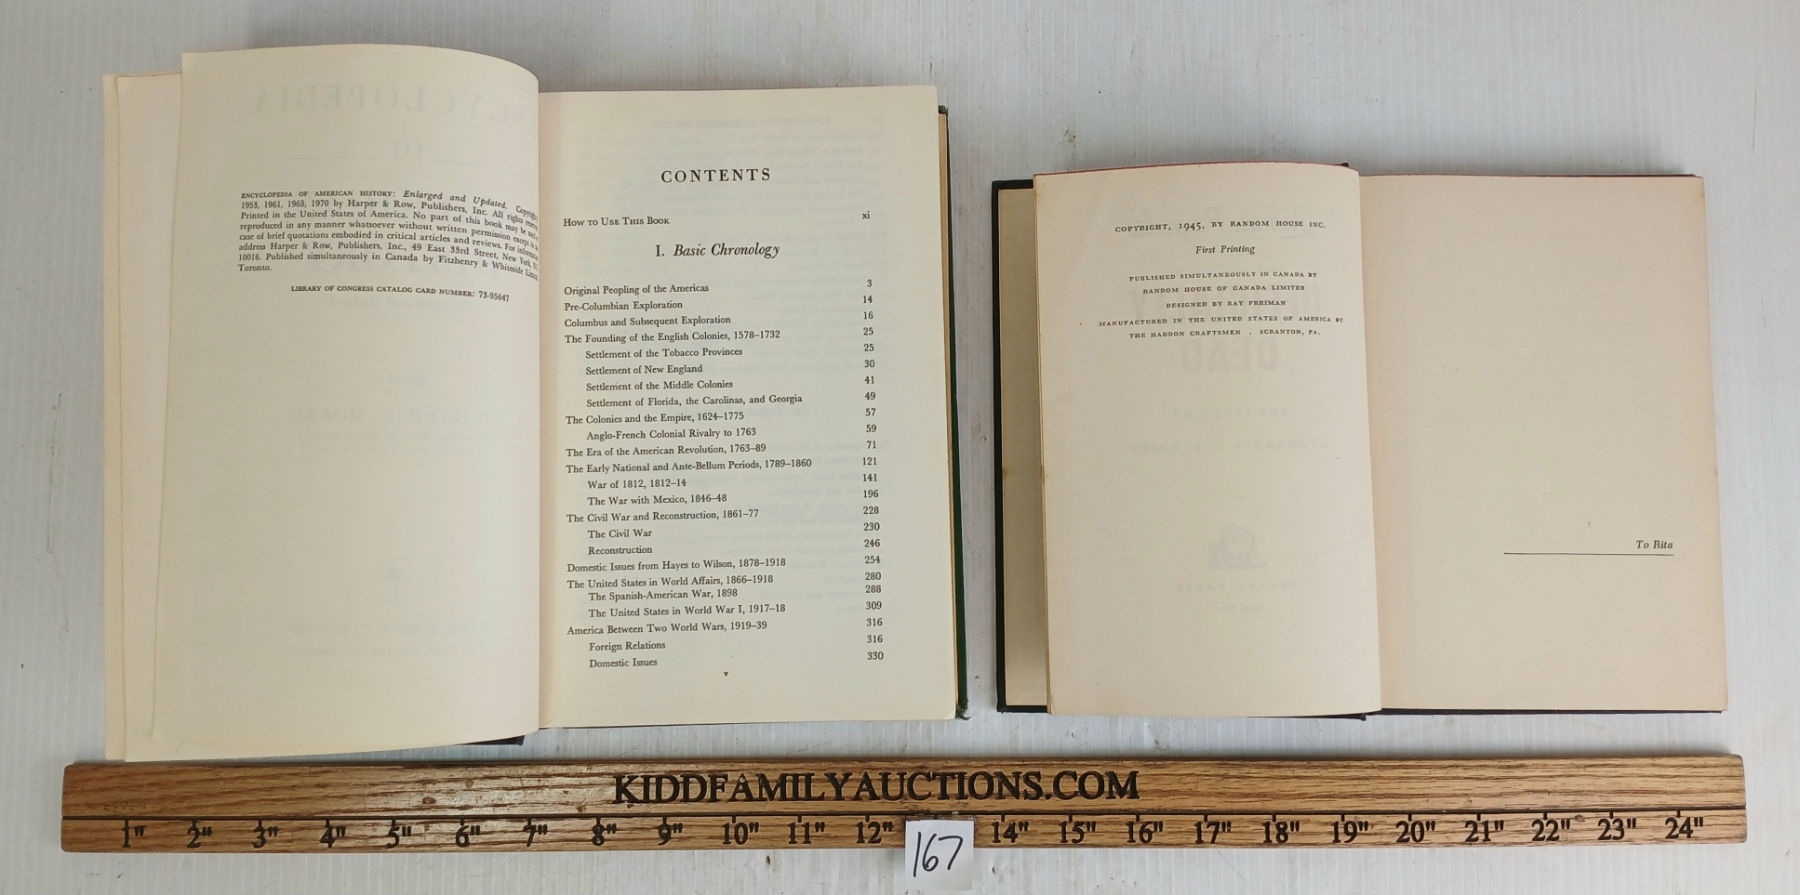 ENCYCLOPEDIA OF AMERICAN HISTORY: Enlarged and Updated.
1953, 1961, 1965, 1970 by Harper & Row, Publishers, Inc. All rights
Printed in the United States of America. No part of this book may be
reproduced in any manner whatsoever without written permission except in
case of brief quotations embodied in critical articles and reviews. For
address Harper & Row, Publishers, Inc., 49 East 33rd Street, New York,
10016. Published simultaneously in Canada by Fitzhenry & Whiteside
Toronto.
LIBRARY OF CONGRESS CATALOG CARD NUMBER: 73-95647
CONTENTS
How to Use This Book xi
I. Basic Chronology
Original Peopling of the Americas 3
Pre-Columbian Exploration 14
Columbus and Subsequent Exploration 16
The Founding of the English Colonies, 1578–1732 25
Settlement of the Tobacco Provinces 25
Settlement of New England 30
Settlement of the Middle Colonies 41
Settlement of Florida, the Carolinas, and Georgia 49
The Colonies and the Empire, 1624–1775 57
Anglo-French Colonial Rivalry to 1763 59
The Era of the American Revolution, 1763–89 71
The Early National and Ante-Bellum Periods, 1789–1860 121
War of 1812, 1812–14 141
The War with Mexico, 1846–48 196
The Civil War and Reconstruction, 1861–77 228
The Civil War 230
Reconstruction 246
Domestic Issues from Hayes to Wilson, 1878–1918 254
The United States in World Affairs, 1866–1918 280
The Spanish-American War, 1898 288
The United States in World War I, 1917–18 309
America Between Two World Wars, 1919–39 316
Foreign Relations 316
Domestic Issues 330
v
COPYRIGHT, 1945, BY RANDOM HOUSE INC.
First Printing
PUBLISHED SIMULTANEOUSLY IN CANADA BY
RANDOM HOUSE OF CANADA LIMITED
DESIGNED BY RAY FREIMAN
MANUFACTURED IN THE UNITED STATES OF AMERICA BY
THE HADDON CRAFTSMEN . SCRANTON, PA.
To Rita
KIDDFAMILYAUCTIONS.COM
1" 2" 3" 4" 5" 6" 7" 8" 9" 10" 11" 12" 14" 15" 16" 17" 18" 19" 20" 21" 22" 23" 24"
167